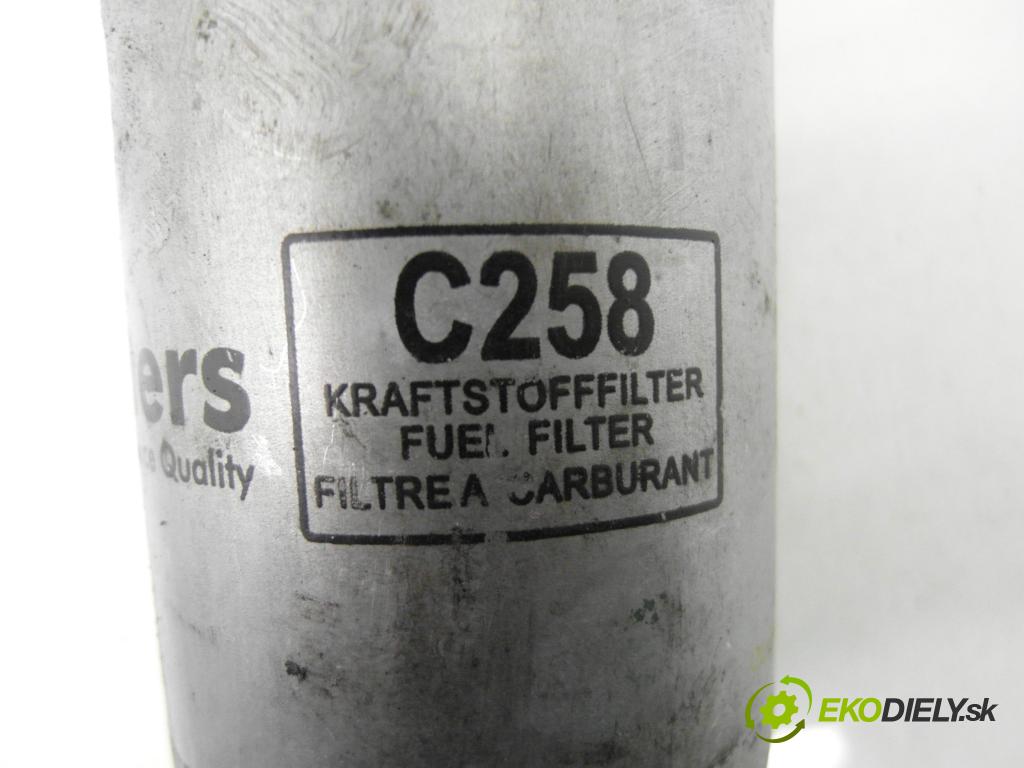 C258
KRAFTSTOFFFILTER
FUEL FILTER
FILTRE A CARBURANT
ers
Quality
EKODIELY.sk